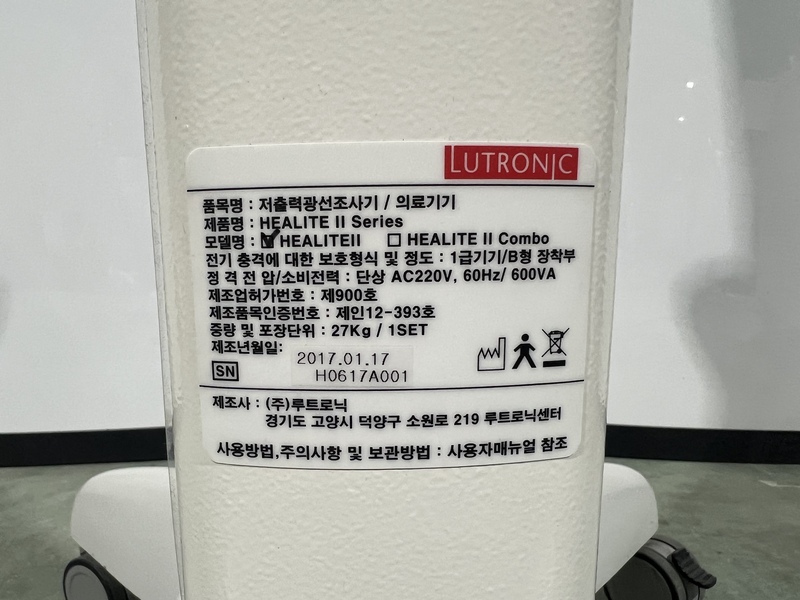 LUTRONIC
품목명 : 저출력광선조사기 / 의료기기
제품명 : HEALITE II Series
모델명 : ☑ HEALITEII ☐ HEALITE II Combo
전기 충격에 대한 보호형식 및 정도 : 1급기기/B형 장착부
정 격 전 압/소비전력 : 단상 AC220V, 60Hz/ 600VA
제조업허가번호 : 제900호
제조품목인증번호 : 제인12-393호
중량 및 포장단위 : 27Kg / 1SET
제조년월일:
2017.01.17
SN H0617A001
제조사 : (주)루트로닉
경기도 고양시 덕양구 소원로 219 루트로닉센터
사용방법,주의사항 및 보관방법 : 사용자매뉴얼 참조